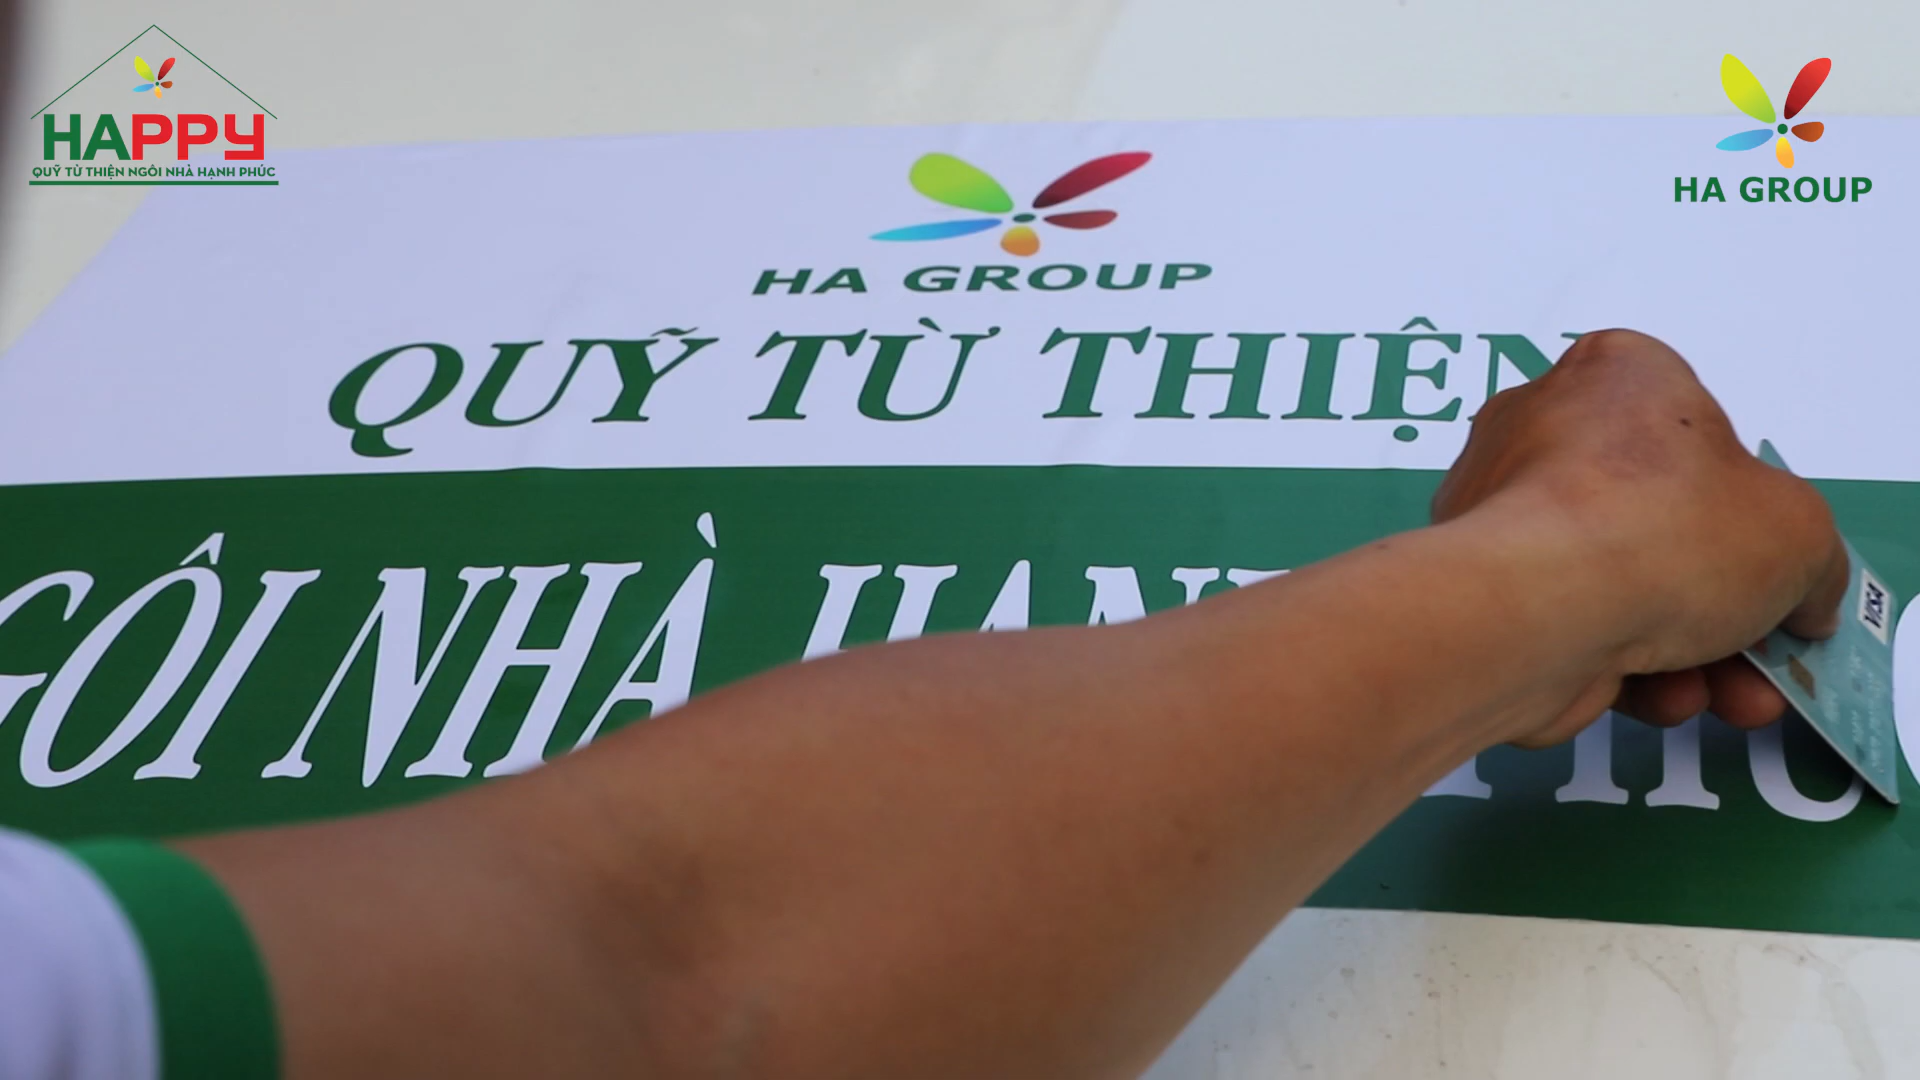 HAPPY
QUỸ TỪ THIỆN NGÔI NHÀ HẠNH PHÚC
HA GROUP
HA GROUP
QUỸ TỪ THIỆN
GÔI NHÀ
VISA